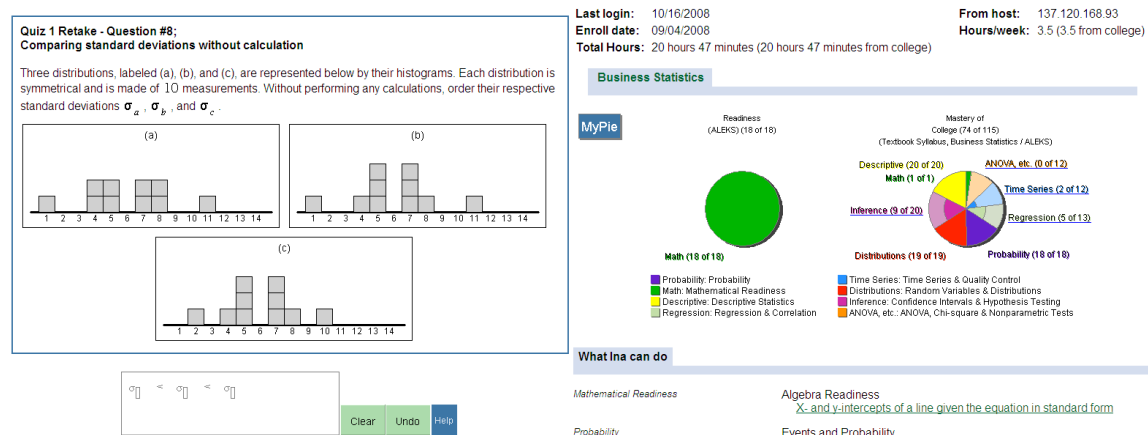 Quiz 1 Retake - Question #8;
Comparing standard deviations without calculation
Three distributions, labeled (a), (b), and (c), are represented below by their histograms. Each distribution is
symmetrical and is made of 10 measurements. Without performing any calculations, order their respective
standard deviations σa , σb , and σc .
(a)
1 2 3 4 5 6 7 8 9 10 11 12 13 14
(b)
1 2 3 4 5 6 7 8 9 10 11 12 13 14
(c)
1 2 3 4 5 6 7 8 9 10 11 12 13 14
σ▯ < σ▯ < σ▯
Clear Undo Help
Last login: 10/16/2008 From host: 137.120.168.93
Enroll date: 09/04/2008 Hours/week: 3.5 (3.5 from college)
Total Hours: 20 hours 47 minutes (20 hours 47 minutes from college)
Business Statistics
MyPie
Readiness
(ALEKS) (18 of 18)
Math (18 of 18)
Mastery of
College (74 of 115)
(Textbook Syllabus, Business Statistics / ALEKS)
Descriptive (20 of 20) ANOVA, etc. (0 of 12)
Math (1 of 1)
Time Series (2 of 12)
Inference (9 of 20)
Regression (5 of 13)
Distributions (19 of 19) Probability (18 of 18)
Probability: Probability
Math: Mathematical Readiness
Descriptive: Descriptive Statistics
Regression: Regression & Correlation
Time Series: Time Series & Quality Control
Distributions: Random Variables & Distributions
Inference: Confidence Intervals & Hypothesis Testing
ANOVA, etc.: ANOVA, Chi-square & Nonparametric Tests
What Ina can do
Mathematical Readiness Algebra Readiness
X- and y-intercepts of a line given the equation in standard form
Probability Events and Probability